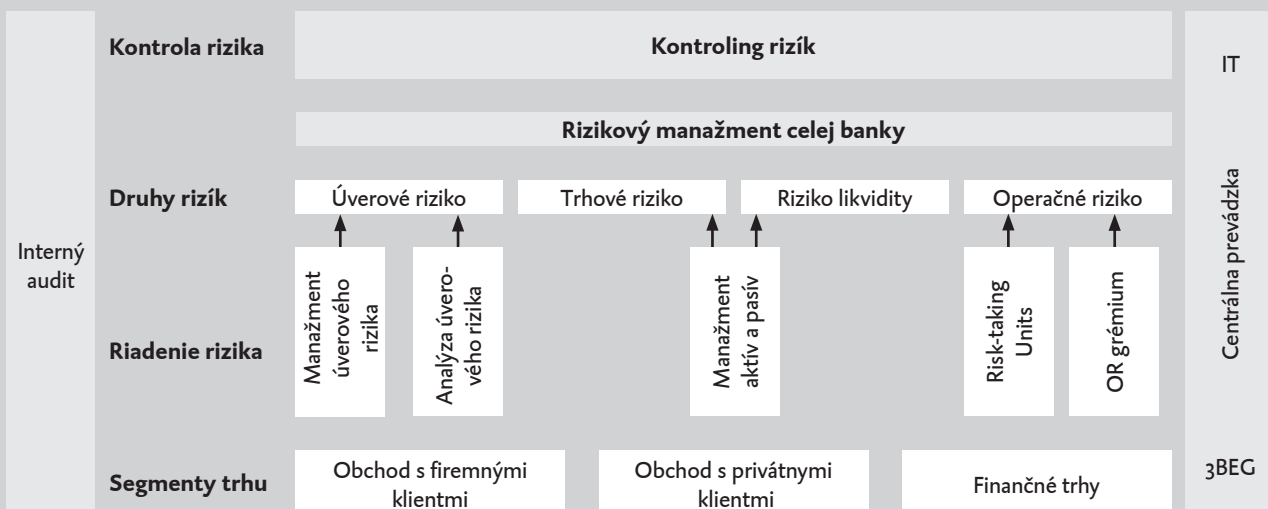 Kontrola rizika
Kontroling rizík
IT
Rizikový manažment celej banky
Druhy rizík
Úverové riziko
Trhové riziko
Riziko likvidity
Operačné riziko
Interný
audit
Centrálna prevádzka
Riadenie rizika
Manažment
úverového
rizika
Analýza úvero-
vého rizika
Manažment
aktív a pasív
Risk-taking
Units
OR grémium
Segmenty trhu
Obchod s firemnými
klientmi
Obchod s privátnymi
klientmi
Finančné trhy
3BEG